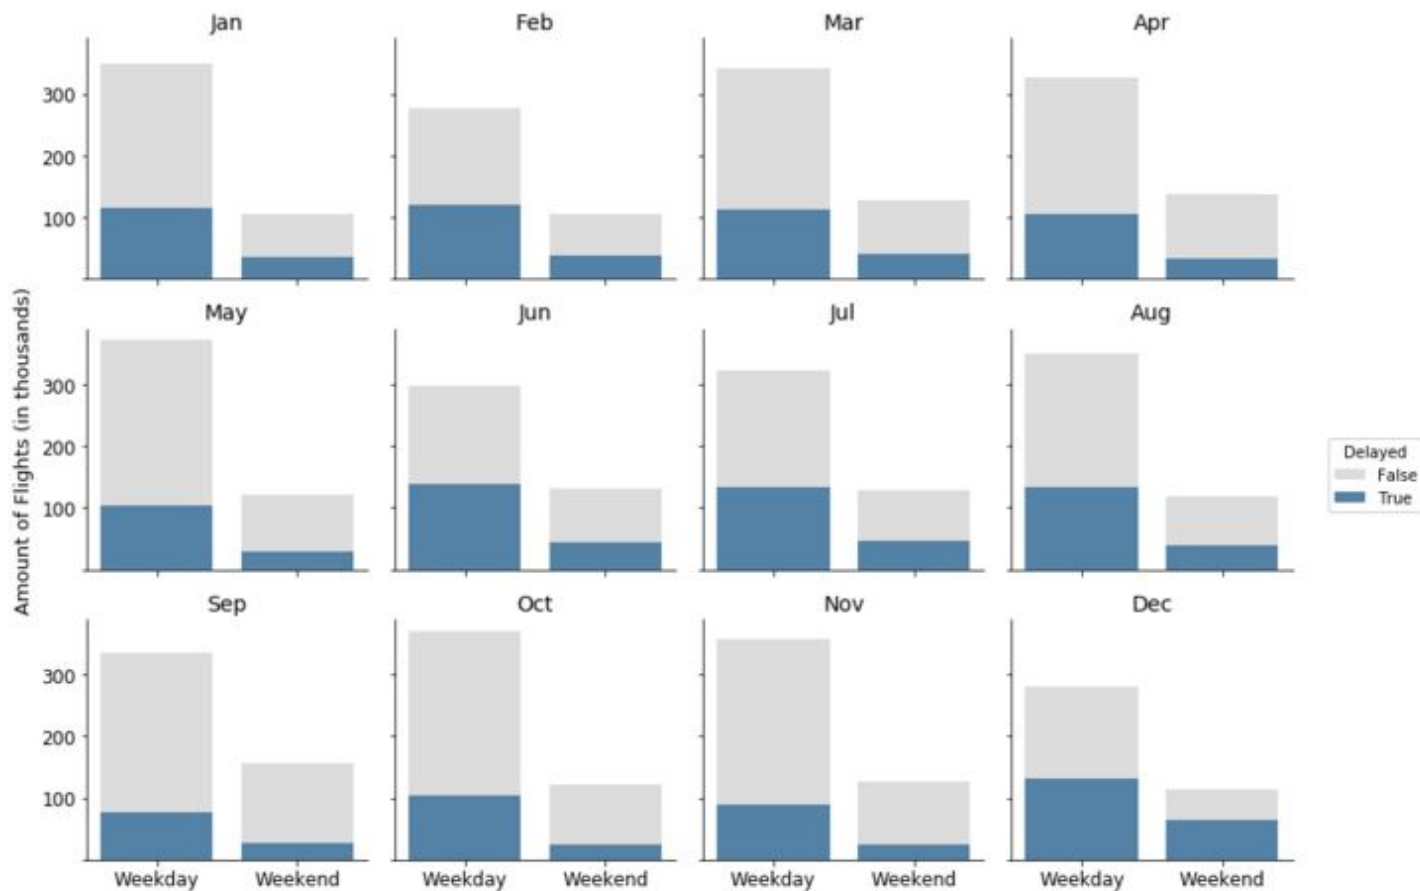 Jan
Feb
Mar
Apr
300
200
100
May
Jun
Jul
Aug
300
200
100
Amount of Flights (in thousands)
Delayed
False
True
Sep
Oct
Nov
Dec
300
200
100
Weekday
Weekend
Weekday
Weekend
Weekday
Weekend
Weekday
Weekend